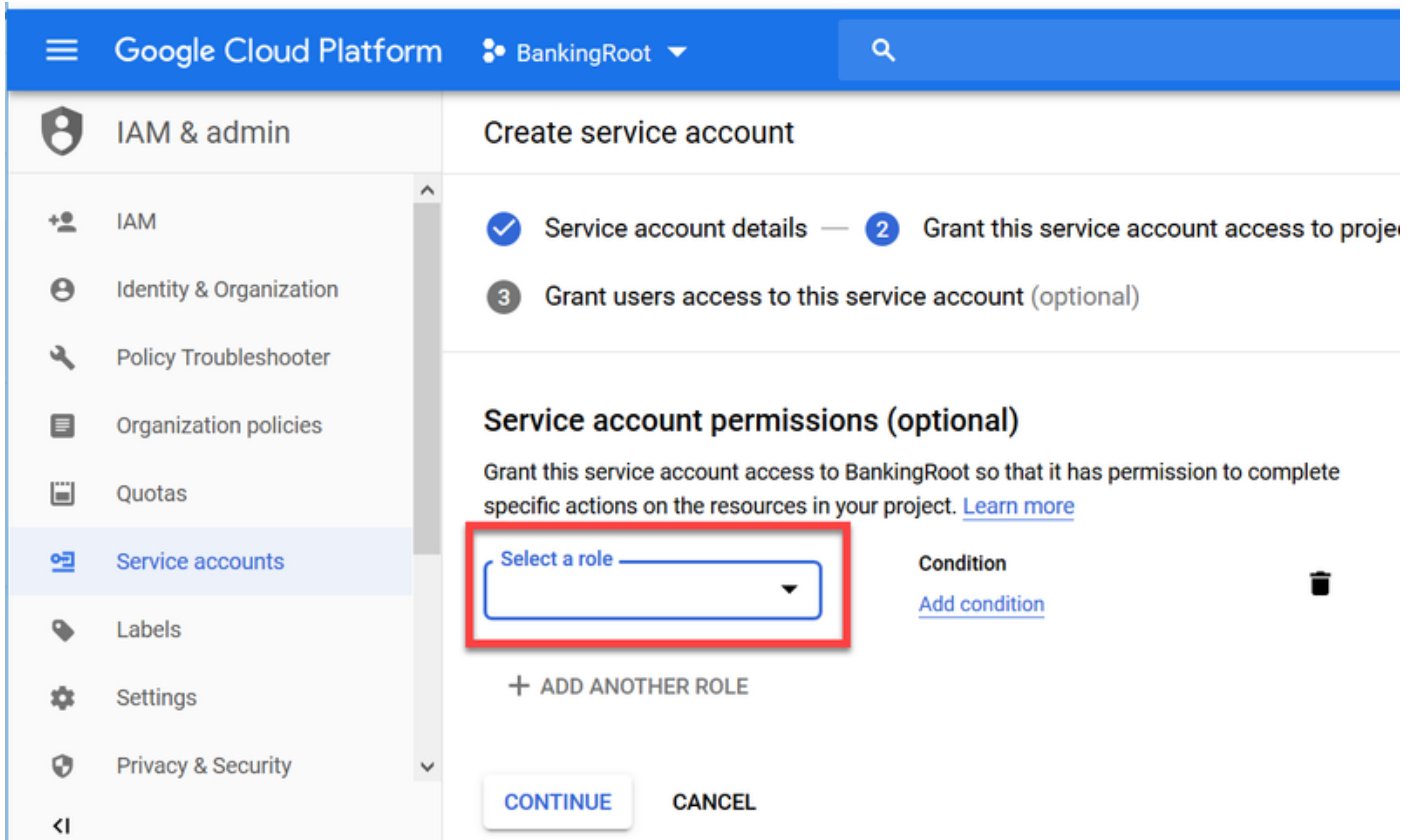 Google Cloud Platform BankingRoot
IAM & admin
Create service account
IAM
Identity & Organization
Policy Troubleshooter
Organization policies
Quotas
Service accounts
Labels
Settings
Privacy & Security
Service account details — 2 Grant this service account access to proje
3 Grant users access to this service account (optional)
Service account permissions (optional)
Grant this service account access to BankingRoot so that it has permission to complete
specific actions on the resources in your project. Learn more
Select a role
Condition
Add condition
+ ADD ANOTHER ROLE
CONTINUE CANCEL